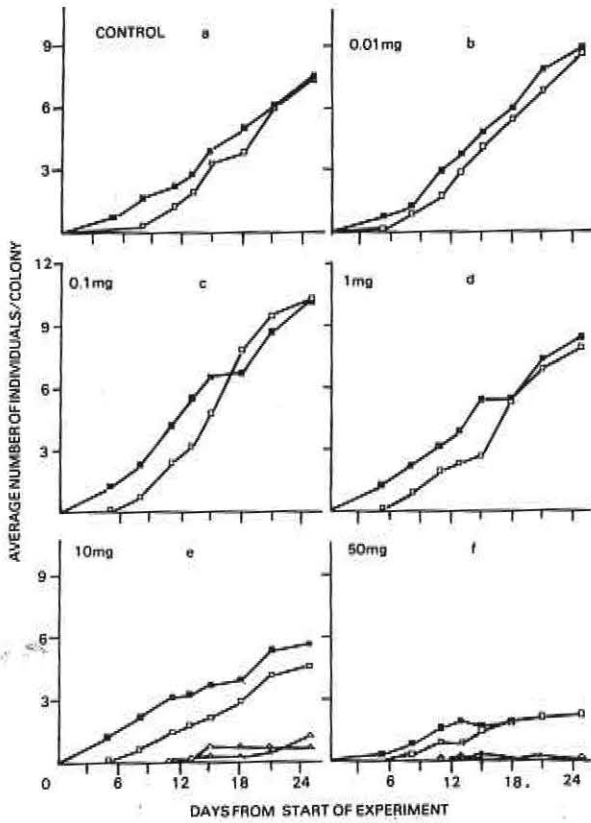 CONTROL a
0.01mg b
9
6
3
0.1mg c
1mg d
12
9
6
3
10mg e
50mg f
9
6
3
0
6 12 18 24
6 12 18. 24
AVERAGE NUMBER OF INDIVIDUALS/COLONY
DAYS FROM START OF EXPERIMENT